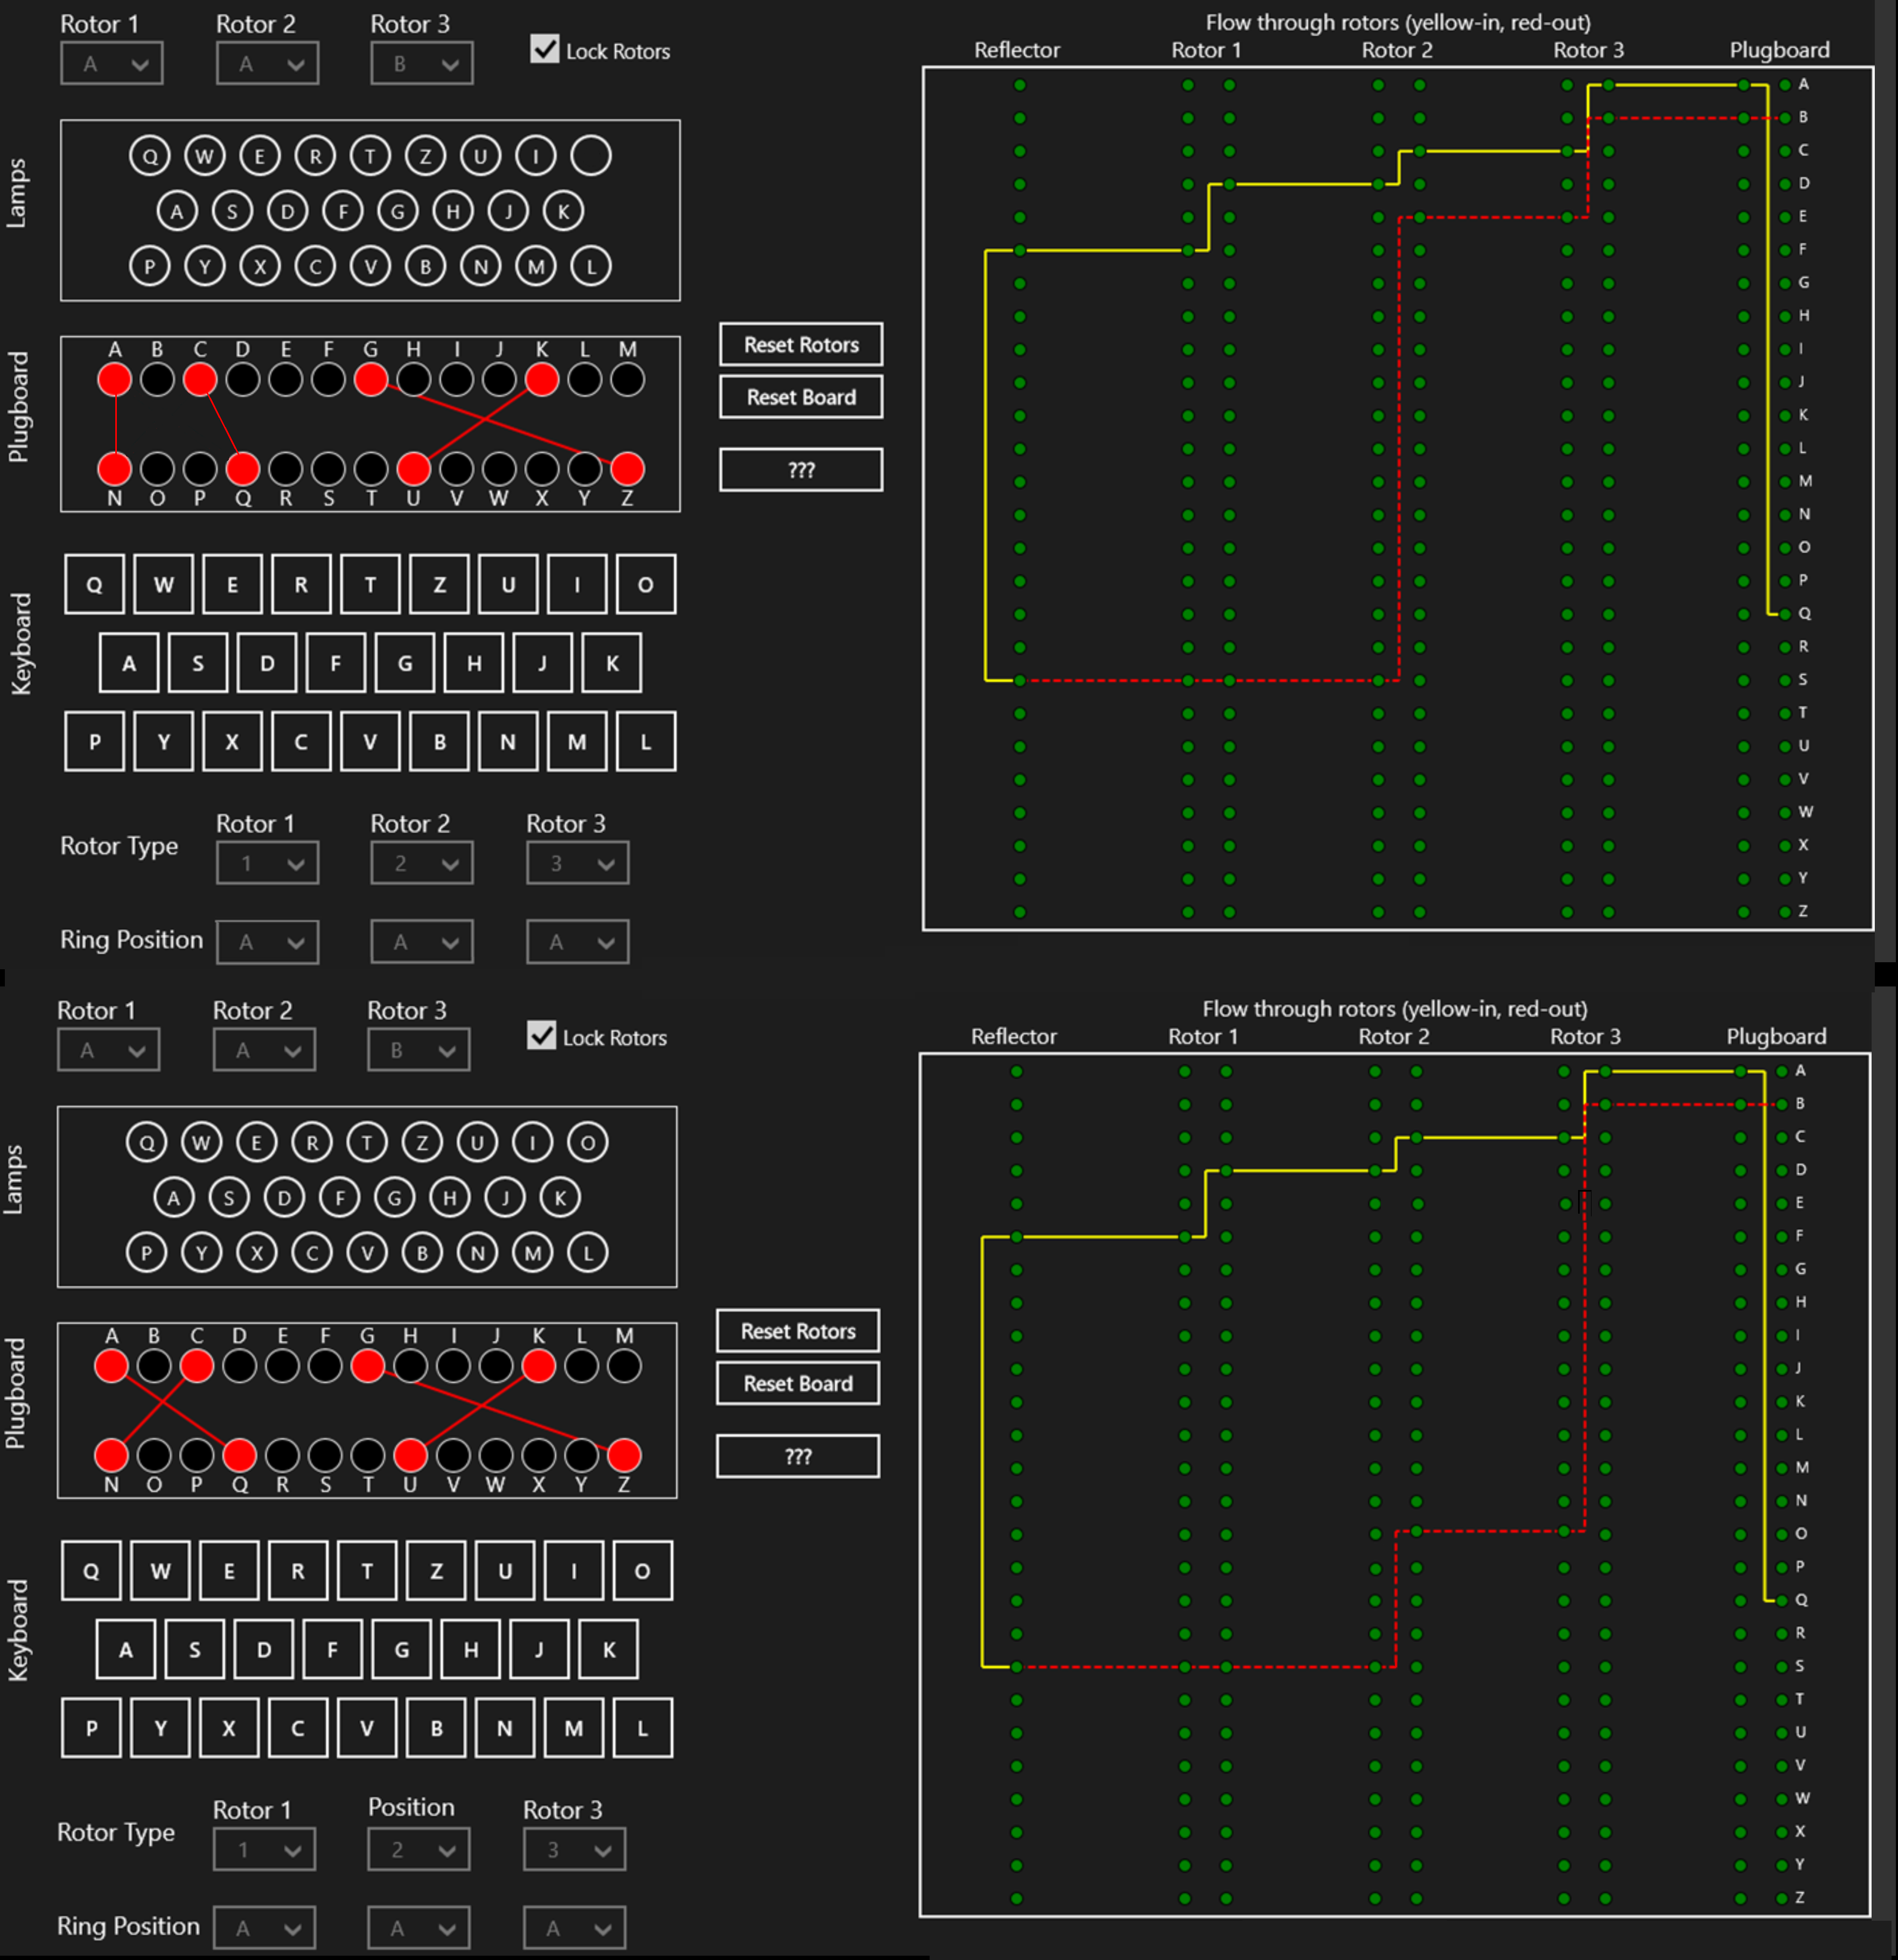 Rotor 1 Rotor 2 Rotor 3
A A B Lock Rotors
Lamps
Q W E R T Z U I
A S D F G H J K
P Y X C V B N M L
Plugboard
A B C D E F G H I J K L M
N O P Q R S T U V W X Y Z
Reset Rotors
Reset Board
???
Keyboard
Q W E R T Z U I O
A S D F G H J K
P Y X C V B N M L
Rotor 1 Rotor 2 Rotor 3
Rotor Type 1 2 3
Ring Position A A A
Flow through rotors (yellow-in, red-out)
Reflector Rotor 1 Rotor 2 Rotor 3 Plugboard
A
B
C
D
E
F
G
H
I
J
K
L
M
N
O
P
Q
R
S
T
U
V
W
X
Y
Z
Rotor 1 Rotor 2 Rotor 3
A A B Lock Rotors
Lamps
Q W E R T Z U I O
A S D F G H J K
P Y X C V B N M L
Plugboard
A B C D E F G H I J K L M
N O P Q R S T U V W X Y Z
Reset Rotors
Reset Board
???
Keyboard
Q W E R T Z U I O
A S D F G H J K
P Y X C V B N M L
Rotor 1 Position Rotor 3
Rotor Type 1 2 3
Ring Position A A A
Flow through rotors (yellow-in, red-out)
Reflector Rotor 1 Rotor 2 Rotor 3 Plugboard
A
B
C
D
E
F
G
H
I
J
K
L
M
N
O
P
Q
R
S
T
U
V
W
X
Y
Z